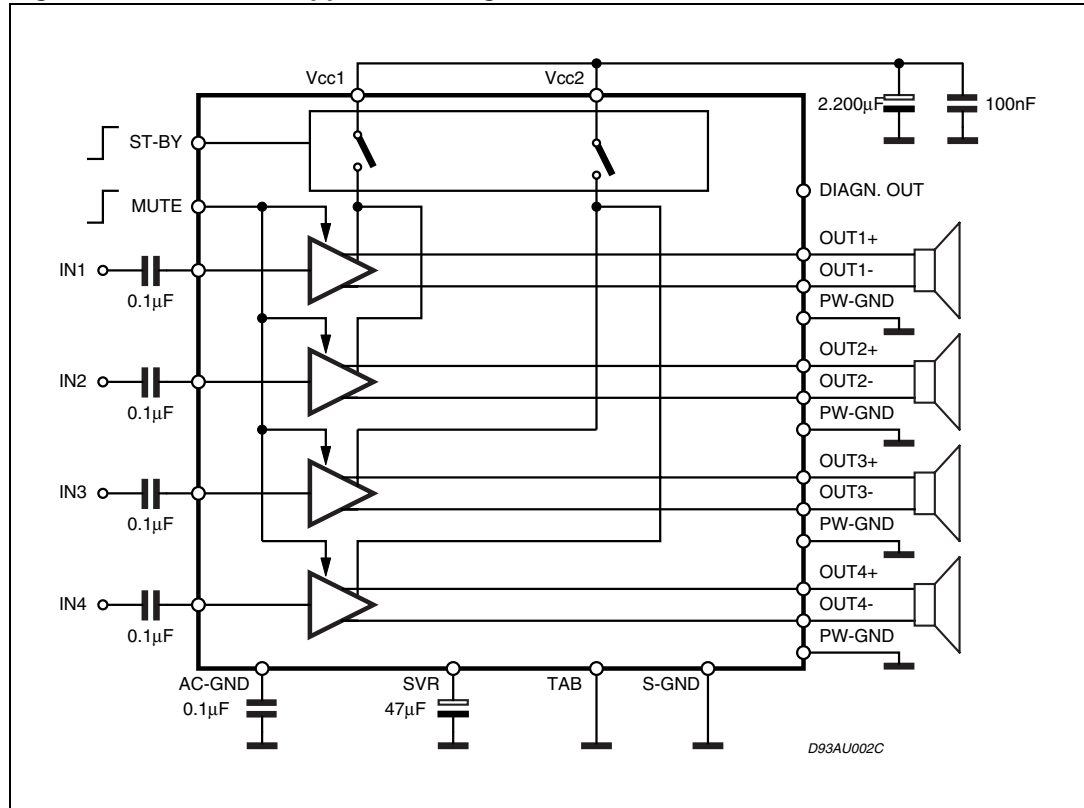 Vcc1
Vcc2
2.200µF
100nF
ST-BY
DIAGN. OUT
MUTE
OUT1+
IN1
OUT1-
0.1µF
PW-GND
OUT2+
IN2
OUT2-
0.1µF
PW-GND
OUT3+
IN3
OUT3-
0.1µF
PW-GND
OUT4+
IN4
OUT4-
0.1µF
PW-GND
AC-GND
SVR
TAB
S-GND
0.1µF
47µF
D93AU002C